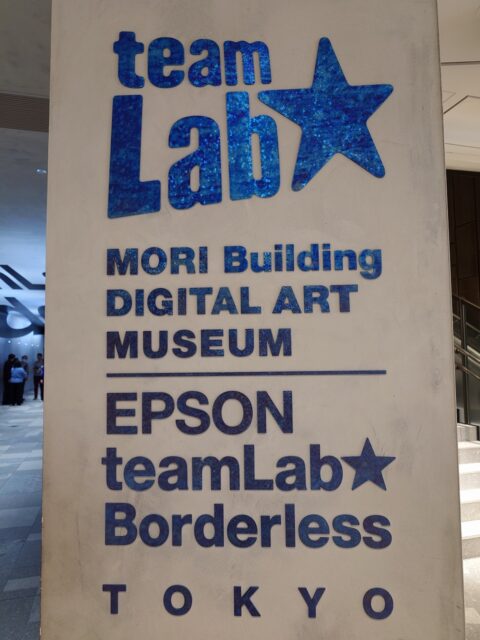 team
Lab★
MORI Building
DIGITAL ART
MUSEUM
EPSON
teamLab★
Borderless
TOKYO